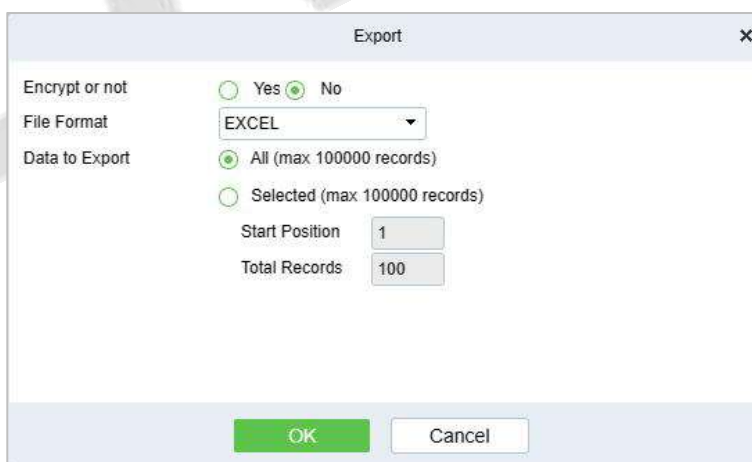 Export
Encrypt or not Yes No
File Format EXCEL
Data to Export All (max 100000 records)
Selected (max 100000 records)
Start Position 1
Total Records 100
OK Cancel